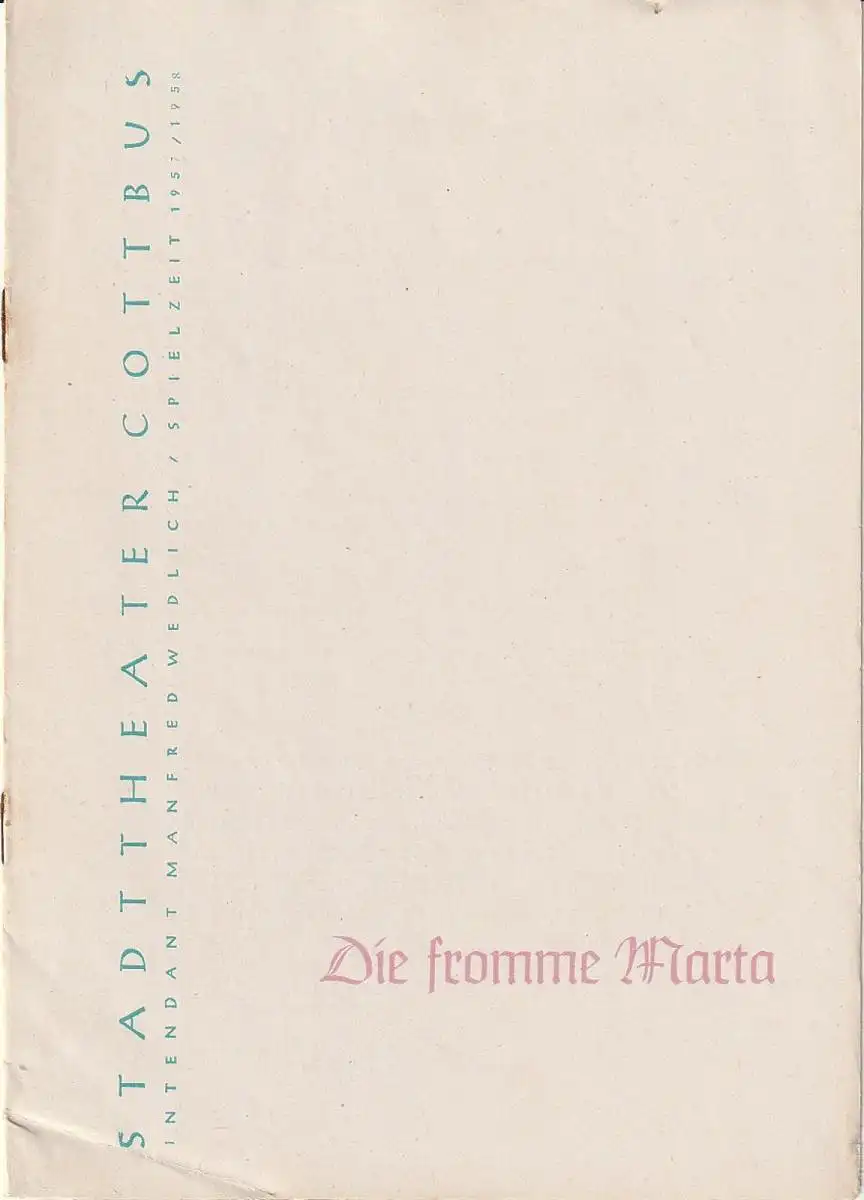 STADTTHEATER COTTBUS
INTENDANT MANFRED WEDLICH / SPIELZEIT 1957/1958
Die fromme Marta